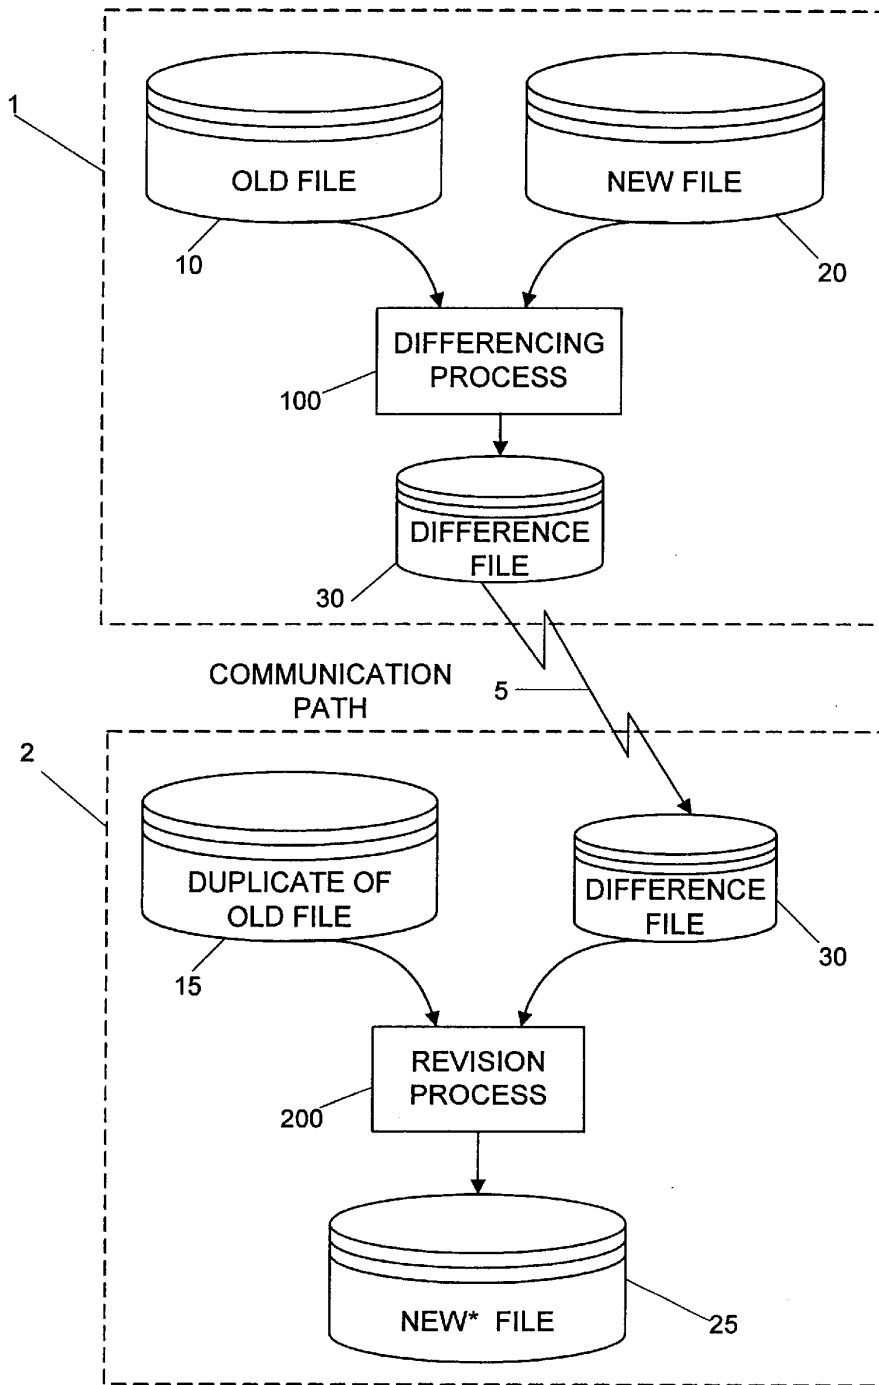 1
OLD FILE
NEW FILE
10
20
DIFFERENCING
PROCESS
100
DIFFERENCE
FILE
30
COMMUNICATION
PATH
5
2
DUPLICATE OF
OLD FILE
DIFFERENCE
FILE
15
30
REVISION
PROCESS
200
NEW* FILE
25